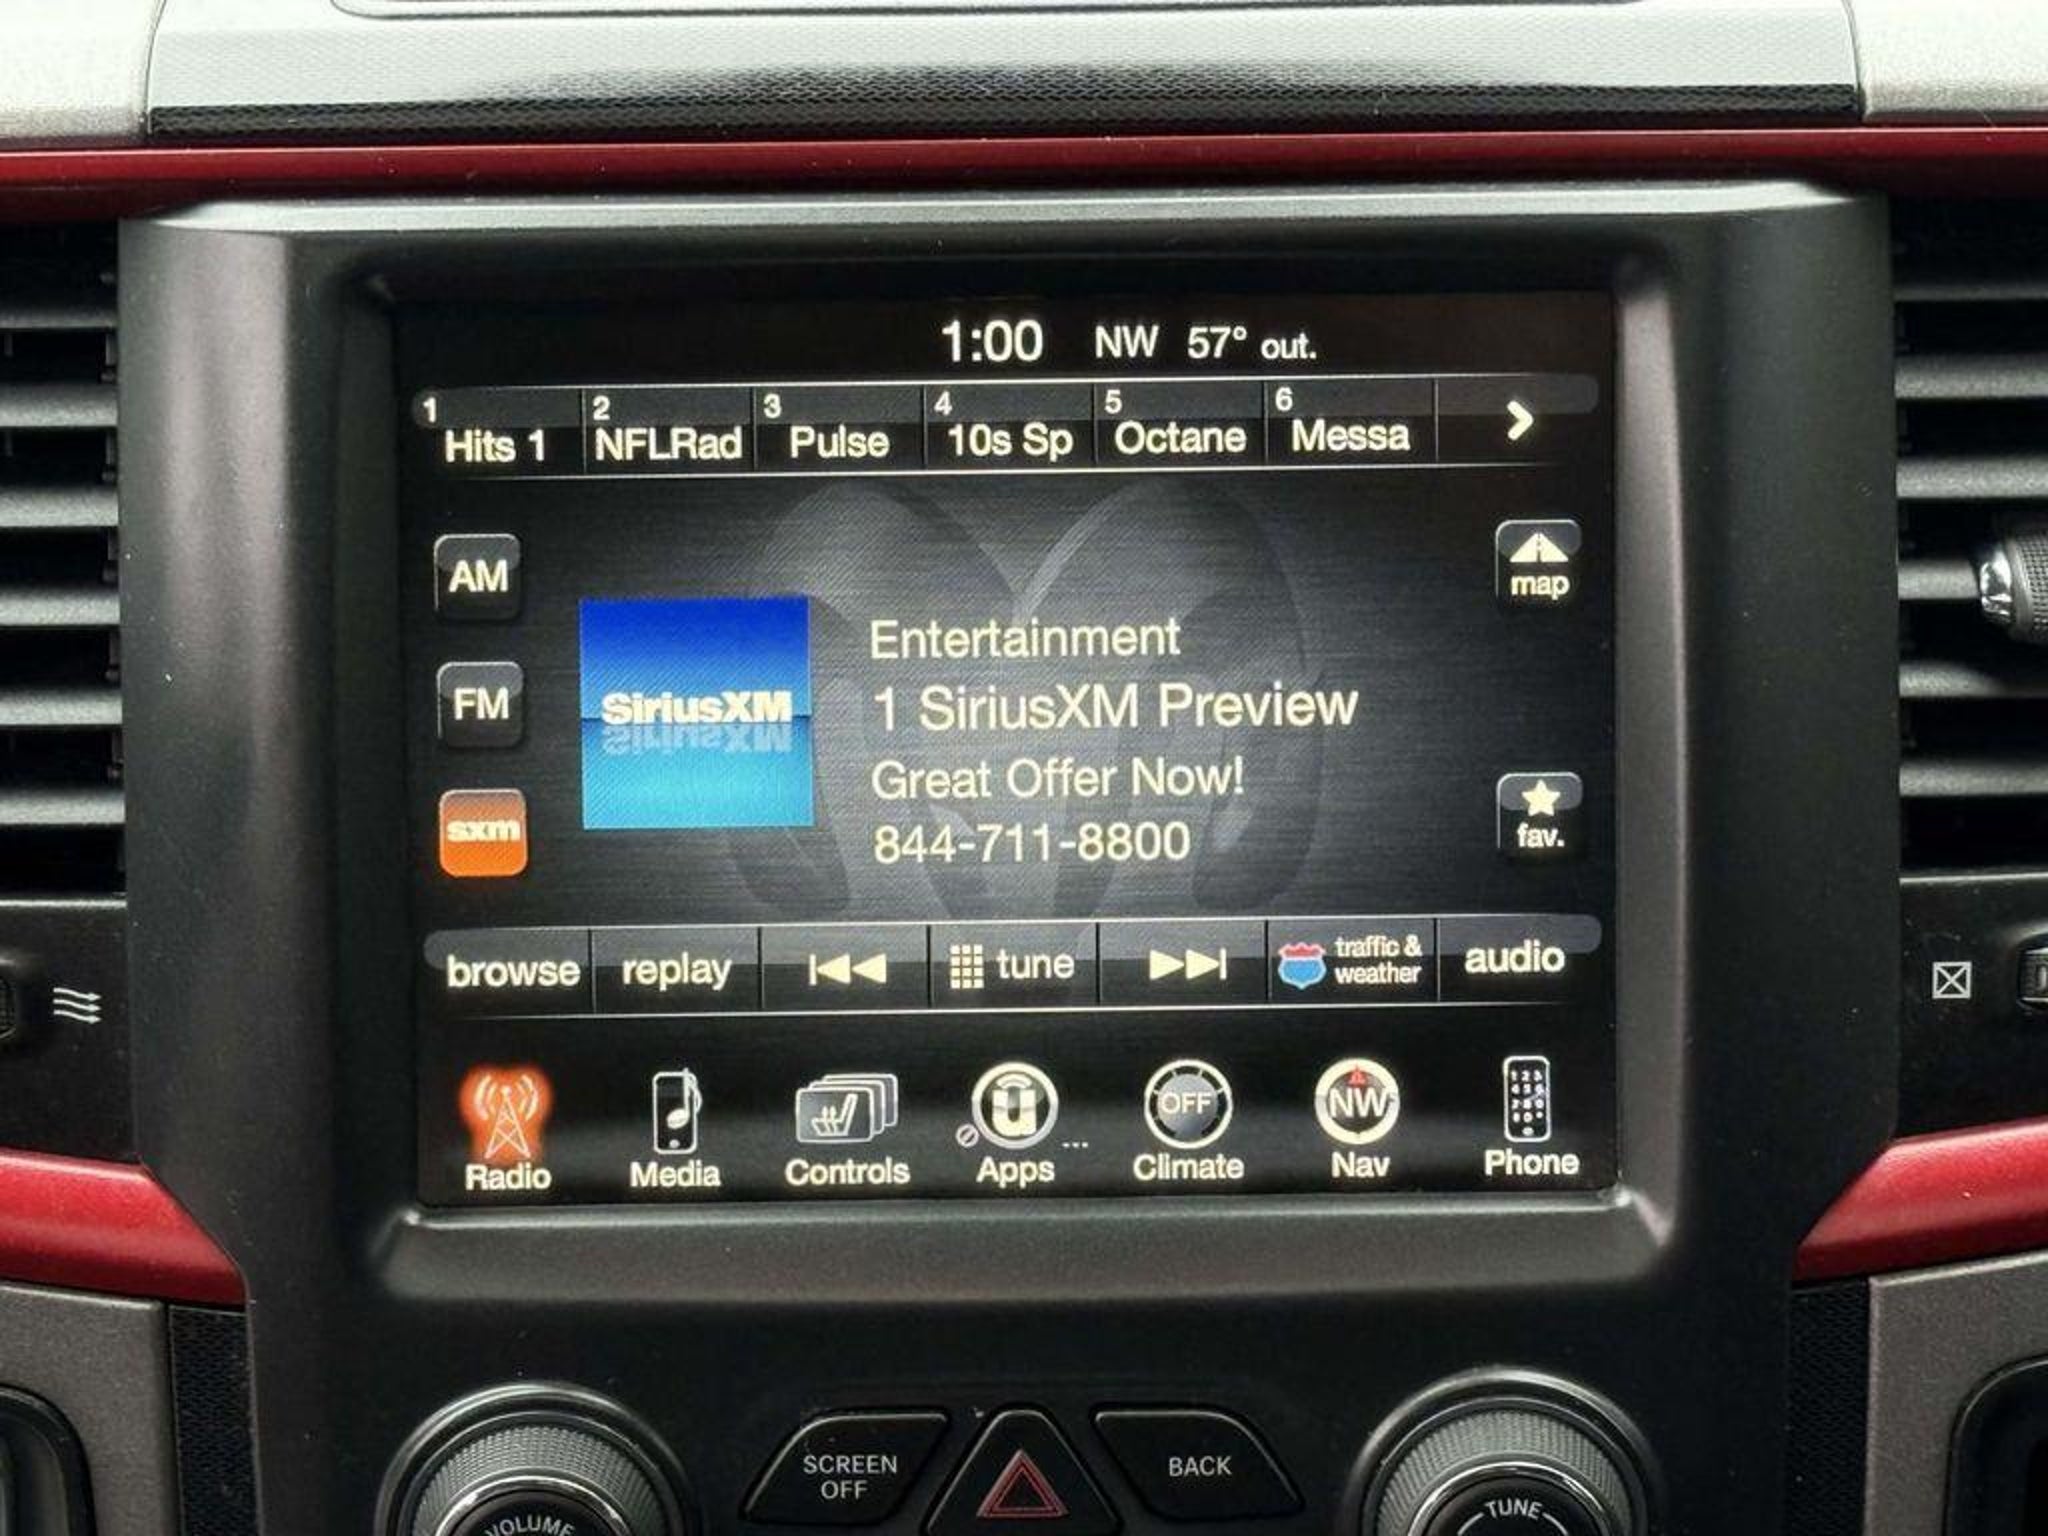 1:00 NW 57° out.
1 2 3 4 5 6
Hits 1 NFLRad Pulse 10s Sp Octane Messa
AM
map
Entertainment
FM
SiriusXM
1 SiriusXM Preview
Great Offer Now!
sxm
844-711-8800
fav.
browse replay tune traffic & weather audio
OFF NW
Radio Media Controls Apps Climate Nav Phone
SCREEN OFF
BACK
VOLUME
TUNE